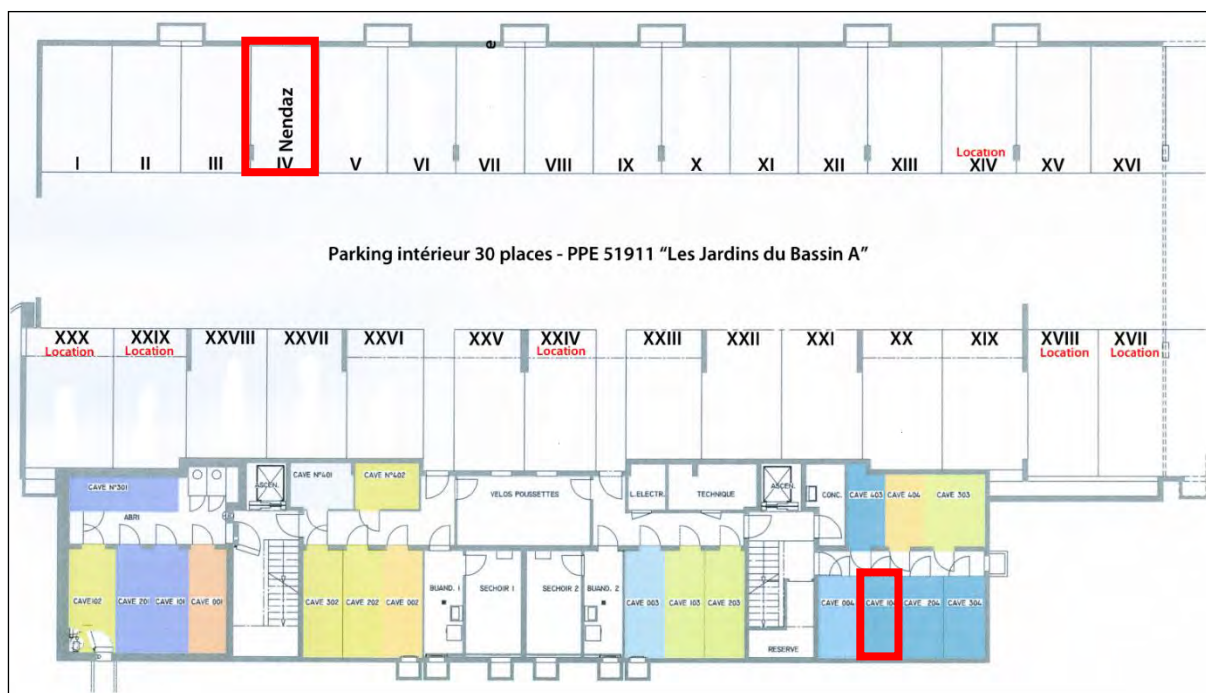 e
Nendaz
I II III IV V VI VII VIII IX X XI XII XIII XIV XV XVI
Location
Parking intérieur 30 places - PPE 51911 “Les Jardins du Bassin A”
XXX XXIX XXVIII XXVII XXVI XXV XXIV XXIII XXII XXI XX XIX XVIII XVII
Location Location Location Location Location
CAVE N°301 ASCEN. CAVE N°401 CAVE N°402 VELOS POUSSETTES L.ELECTR. TECHNIQUE ASCEN. CONC. CAVE 403 CAVE 404 CAVE 303
ABRI
CAVE 102 CAVE 201 CAVE 101 CAVE 001 CAVE 302 CAVE 202 CAVE 002 BUAND. 1 SECHOIR 1 SECHOIR 2 BUAND. 2 CAVE 003 CAVE 103 CAVE 203 CAVE 004 CAVE 104 CAVE 204 CAVE 304
RESERVE